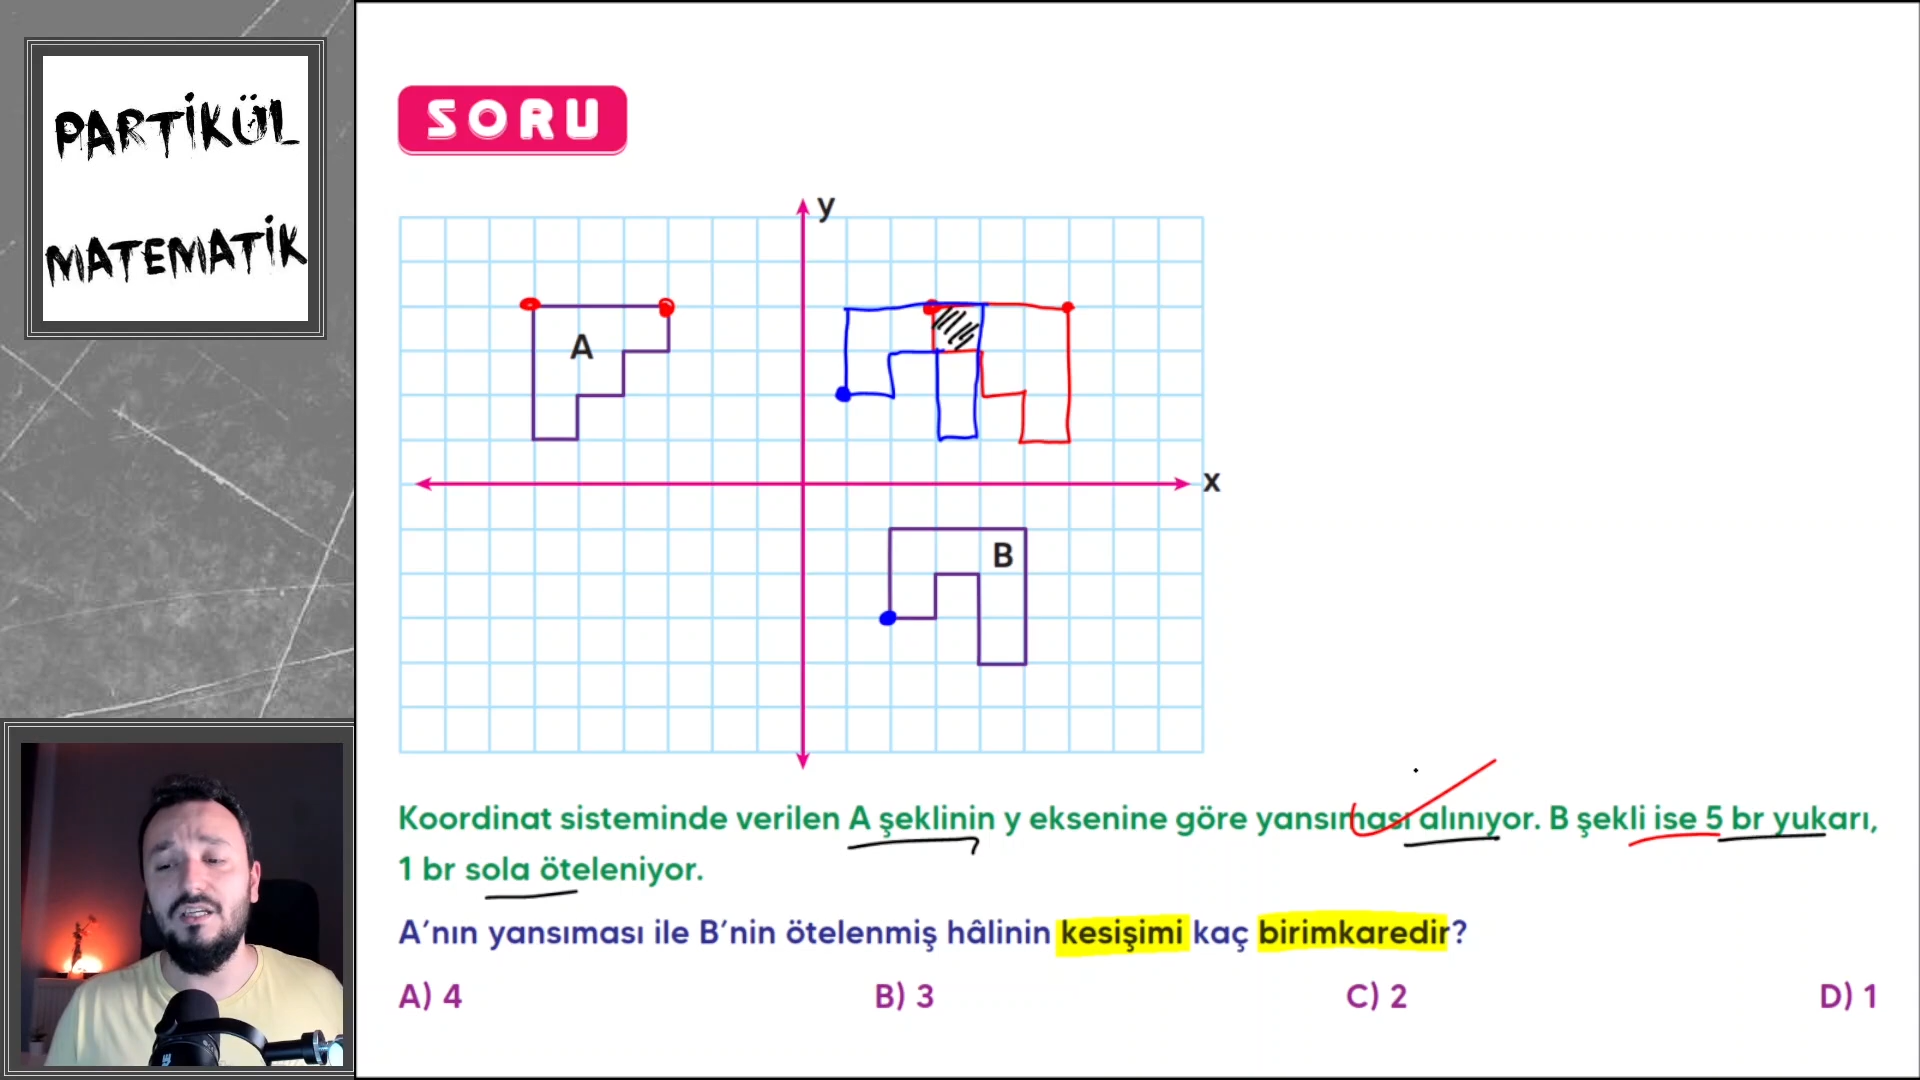 PARTİKÜL
MATEMATİK
SORU
y
A
x
B
Koordinat sisteminde verilen A şeklinin y eksenine göre yansıması alınıyor. B şekli ise 5 br yukarı,
1 br sola öteleniyor.
A'nın yansıması ile B'nin ötelenmiş hâlinin kesişimi kaç birimkaredir?
A) 4 B) 3 C) 2 D) 1